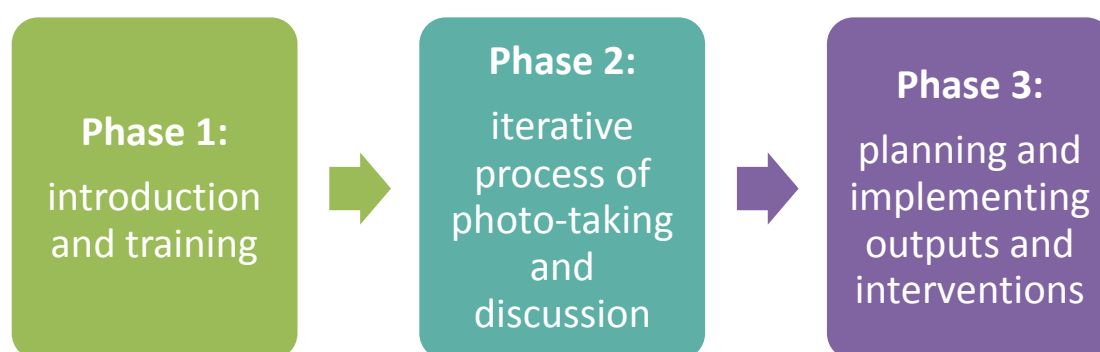 Phase 1:
introduction
and training
Phase 2:
iterative
process of
photo-taking
and
discussion
Phase 3:
planning and
implementing
outputs and
interventions